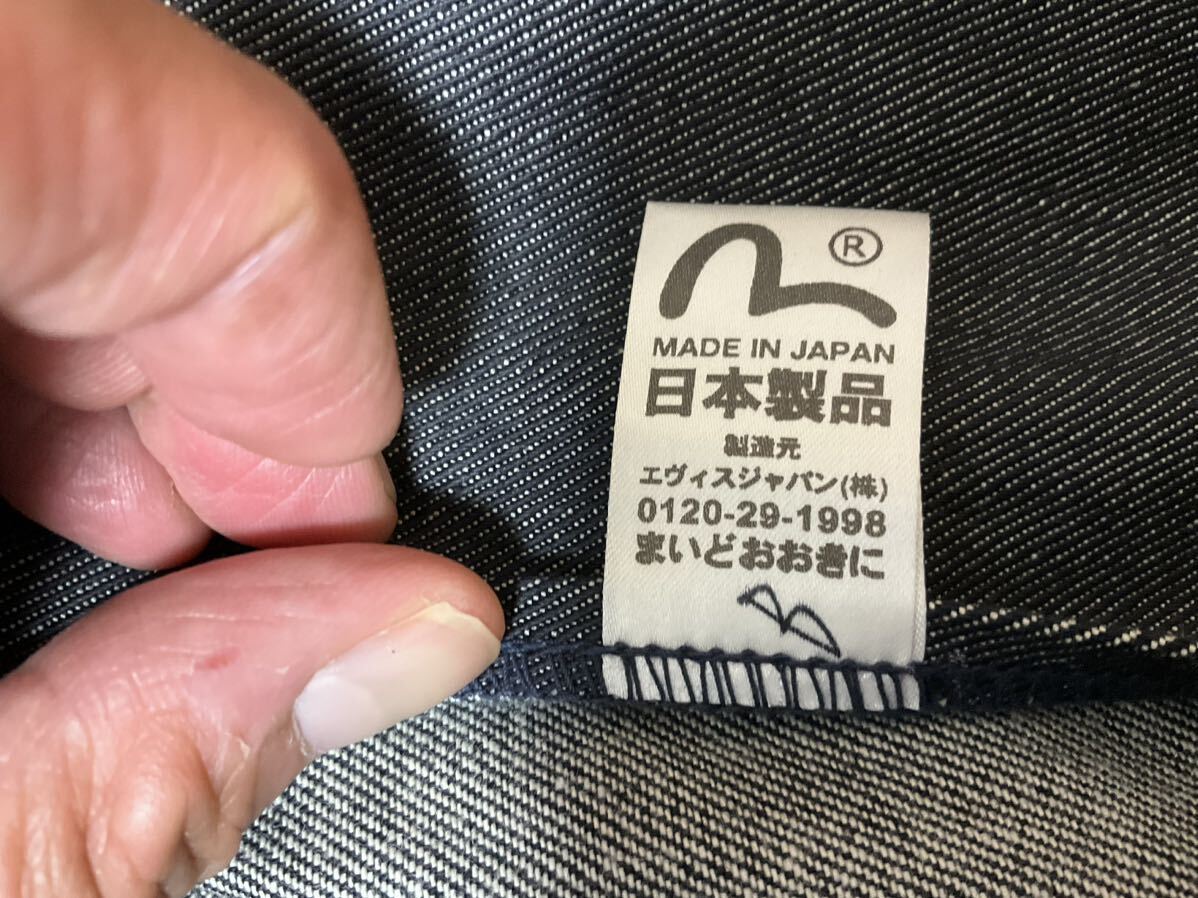 ®
MADE IN JAPAN
日本製品
製造元
エヴィスジャパン(株)
0120-29-1998
まいどおおきに